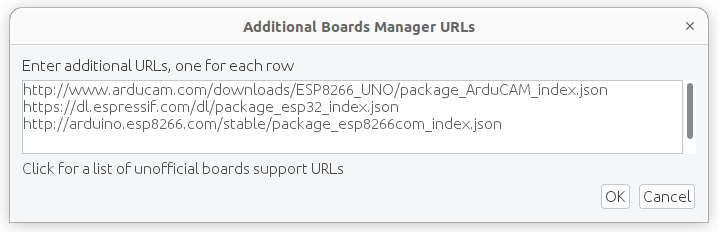 Additional Boards Manager URLs
×
Enter additional URLs, one for each row
http://www.arducam.com/downloads/ESP8266_UNO/package_ArduCAM_index.json
https://dl.espressif.com/dl/package_esp32_index.json
http://arduino.esp8266.com/stable/package_esp8266com_index.json
Click for a list of unofficial boards support URLs
OK Cancel